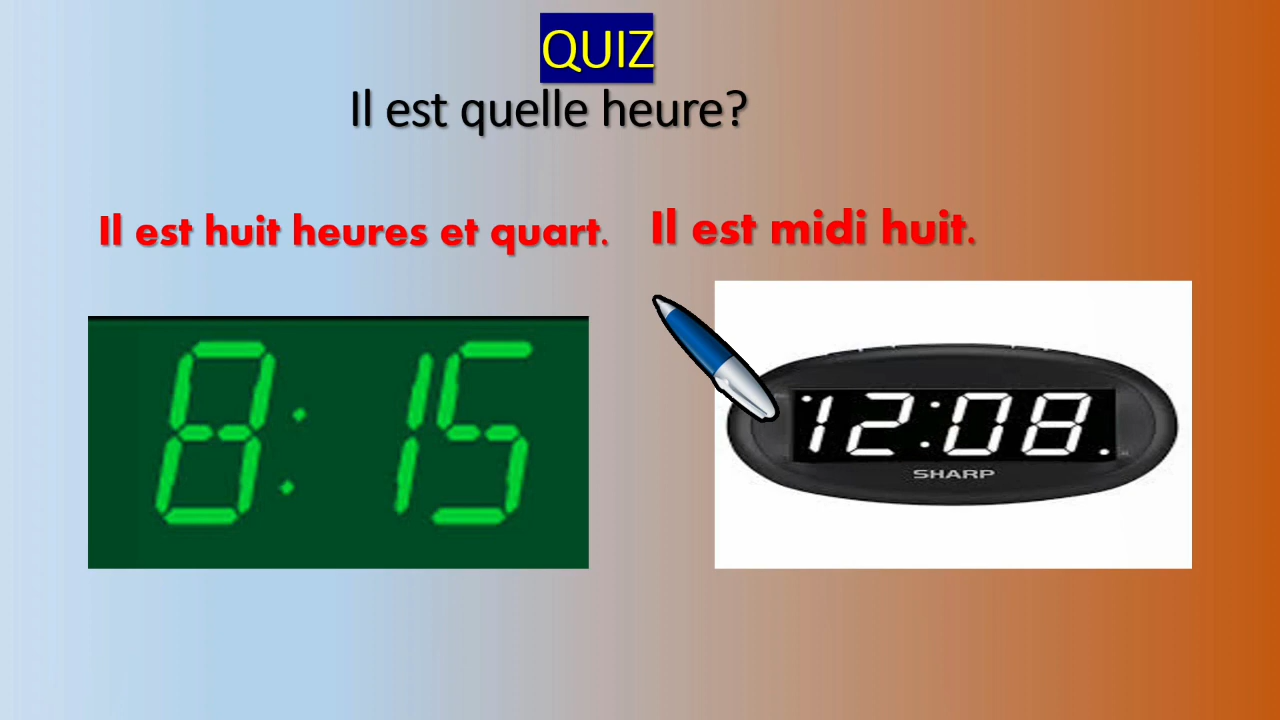 QUIZ
Il est quelle heure?
Il est huit heures et quart.
Il est midi huit.
8:15
12:08
SHARP